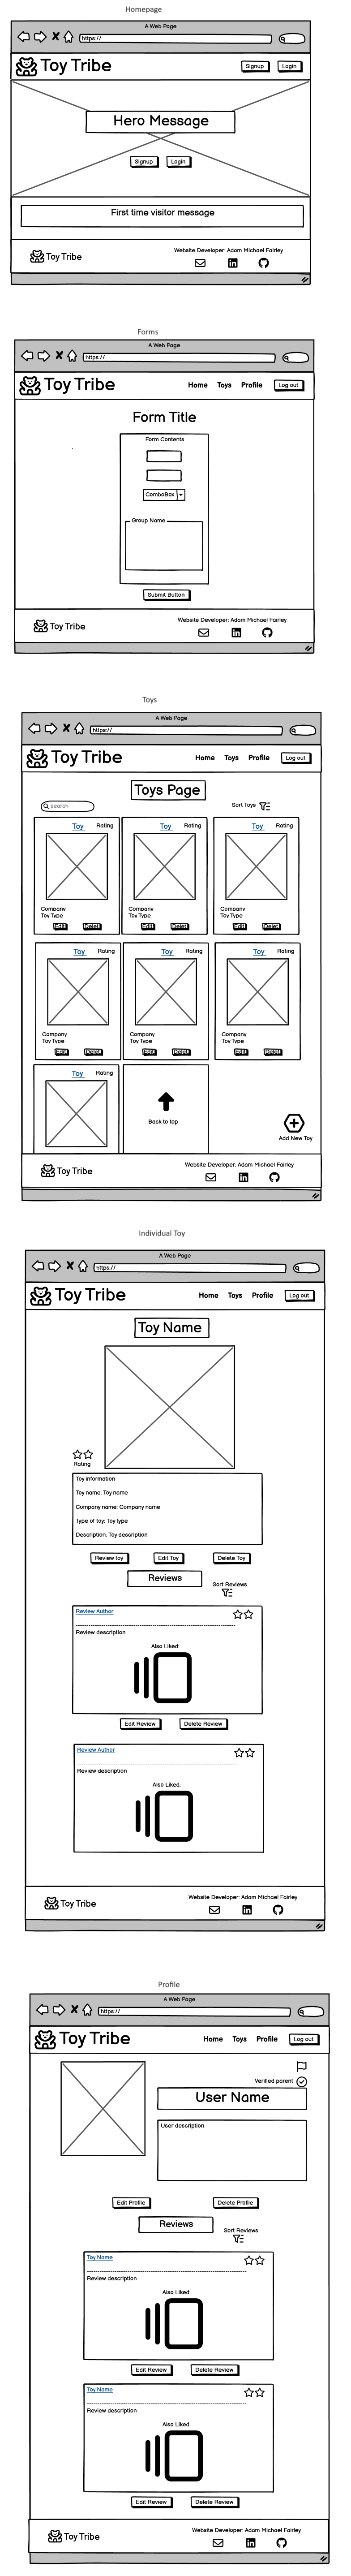 Homepage
A Web Page
https://
Toy Tribe
Signup
Login
Hero Message
Signup
Login
First time visitor message
Toy Tribe
Website Developer: Adam Michael Fairley
Forms
A Web Page
https://
Toy Tribe
Home Toys Profile Log out
Form Title
Form Contents
ComboBox
Group Name
Submit Button
Toy Tribe
Website Developer: Adam Michael Fairley
Toys
A Web Page
https://
Toy Tribe
Home Toys Profile Log out
Toys Page
search
Sort Toys
Toy Rating
Toy Rating
Toy Rating
Company
Toy Type
Company
Toy Type
Company
Toy Type
Edit Delet
Edit Delet
Edit Delet
Toy Rating
Toy Rating
Toy Rating
Company
Toy Type
Company
Toy Type
Company
Toy Type
Edit Delet
Edit Delet
Edit Delet
Toy Rating
Back to top
Add New Toy
Toy Tribe
Website Developer: Adam Michael Fairley
Individual Toy
A Web Page
https://
Toy Tribe
Home Toys Profile Log out
Toy Name
Rating
Toy information
Toy name: Toy name
Company name: Company name
Type of toy: Toy type
Description: Toy description
Review toy
Edit Toy
Delete Toy
Reviews
Sort Reviews
Review Author
Review description
Also Liked:
Edit Review
Delete Review
Review Author
Review description
Also Liked:
Toy Tribe
Website Developer: Adam Michael Fairley
Profile
A Web Page
https://
Toy Tribe
Home Toys Profile Log out
Verified parent
User Name
User description
Edit Profile
Delete Profile
Reviews
Sort Reviews
Toy Name
Review description
Also Liked:
Edit Review
Delete Review
Toy Name
Review description
Also Liked:
Edit Review
Delete Review
Toy Tribe
Website Developer: Adam Michael Fairley